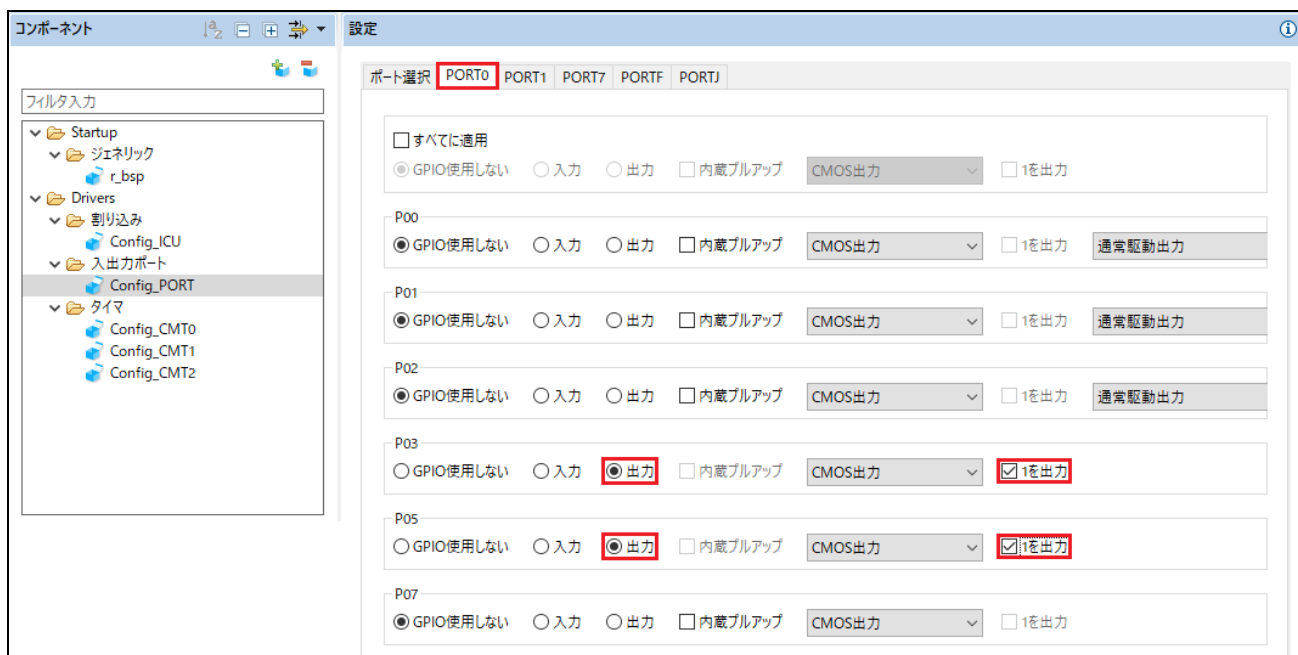 コンポーネント
設定
フィルタ入力
Startup
ジェネリック
r_bsp
Drivers
割り込み
Config_ICU
入出力ポート
Config_PORT
タイマ
Config_CMT0
Config_CMT1
Config_CMT2
ポート選択 PORT0 PORT1 PORT7 PORTF PORTJ
すべてに適用
GPIO使用しない 入力 出力 内蔵プルアップ CMOS出力 1を出力
P00
GPIO使用しない 入力 出力 内蔵プルアップ CMOS出力 1を出力 通常駆動出力
P01
GPIO使用しない 入力 出力 内蔵プルアップ CMOS出力 1を出力 通常駆動出力
P02
GPIO使用しない 入力 出力 内蔵プルアップ CMOS出力 1を出力 通常駆動出力
P03
GPIO使用しない 入力 出力 内蔵プルアップ CMOS出力 1を出力
P05
GPIO使用しない 入力 出力 内蔵プルアップ CMOS出力 1を出力
P07
GPIO使用しない 入力 出力 内蔵プルアップ CMOS出力 1を出力